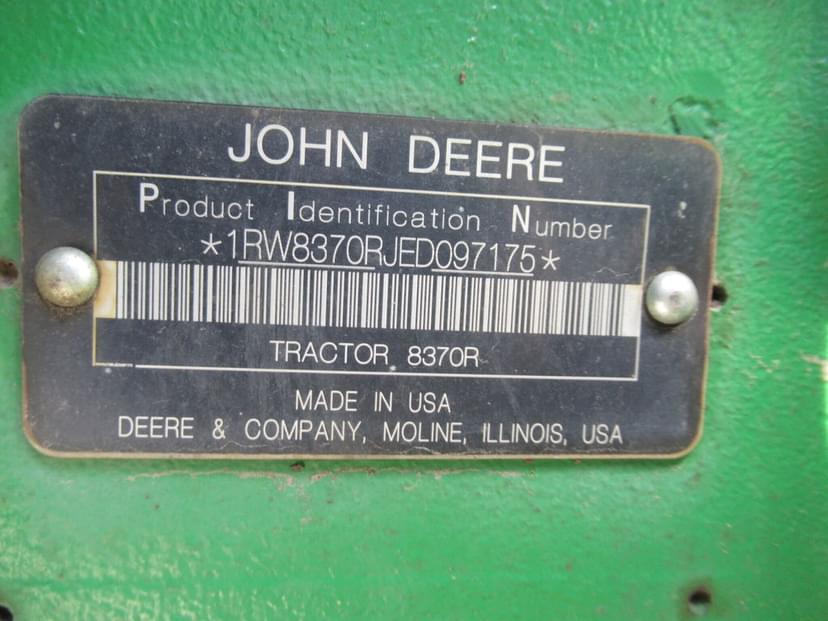 JOHN DEERE
Product Identification Number
*1RW8370RJED097175*
TRACTOR 8370R
MADE IN USA
DEERE & COMPANY, MOLINE, ILLINOIS, USA